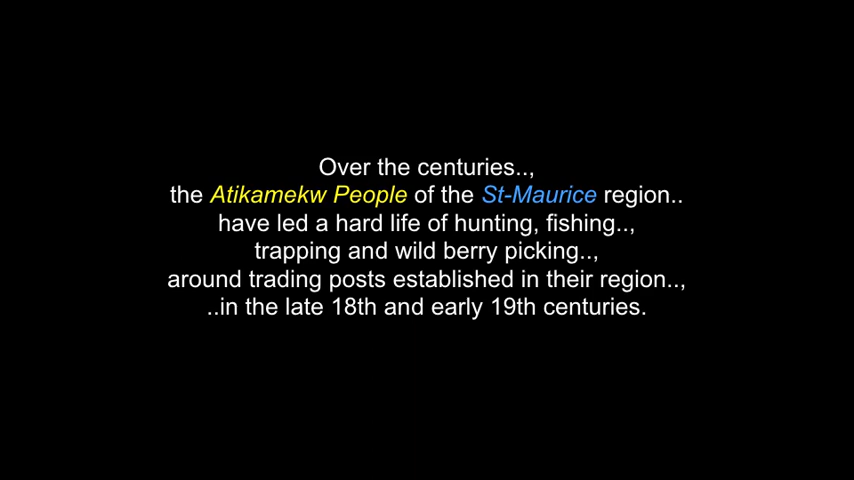 Over the centuries..,
the Atikamekw People of the St-Maurice region..
have led a hard life of hunting, fishing..,
trapping and wild berry picking..,
around trading posts established in their region..,
..in the late 18th and early 19th centuries.